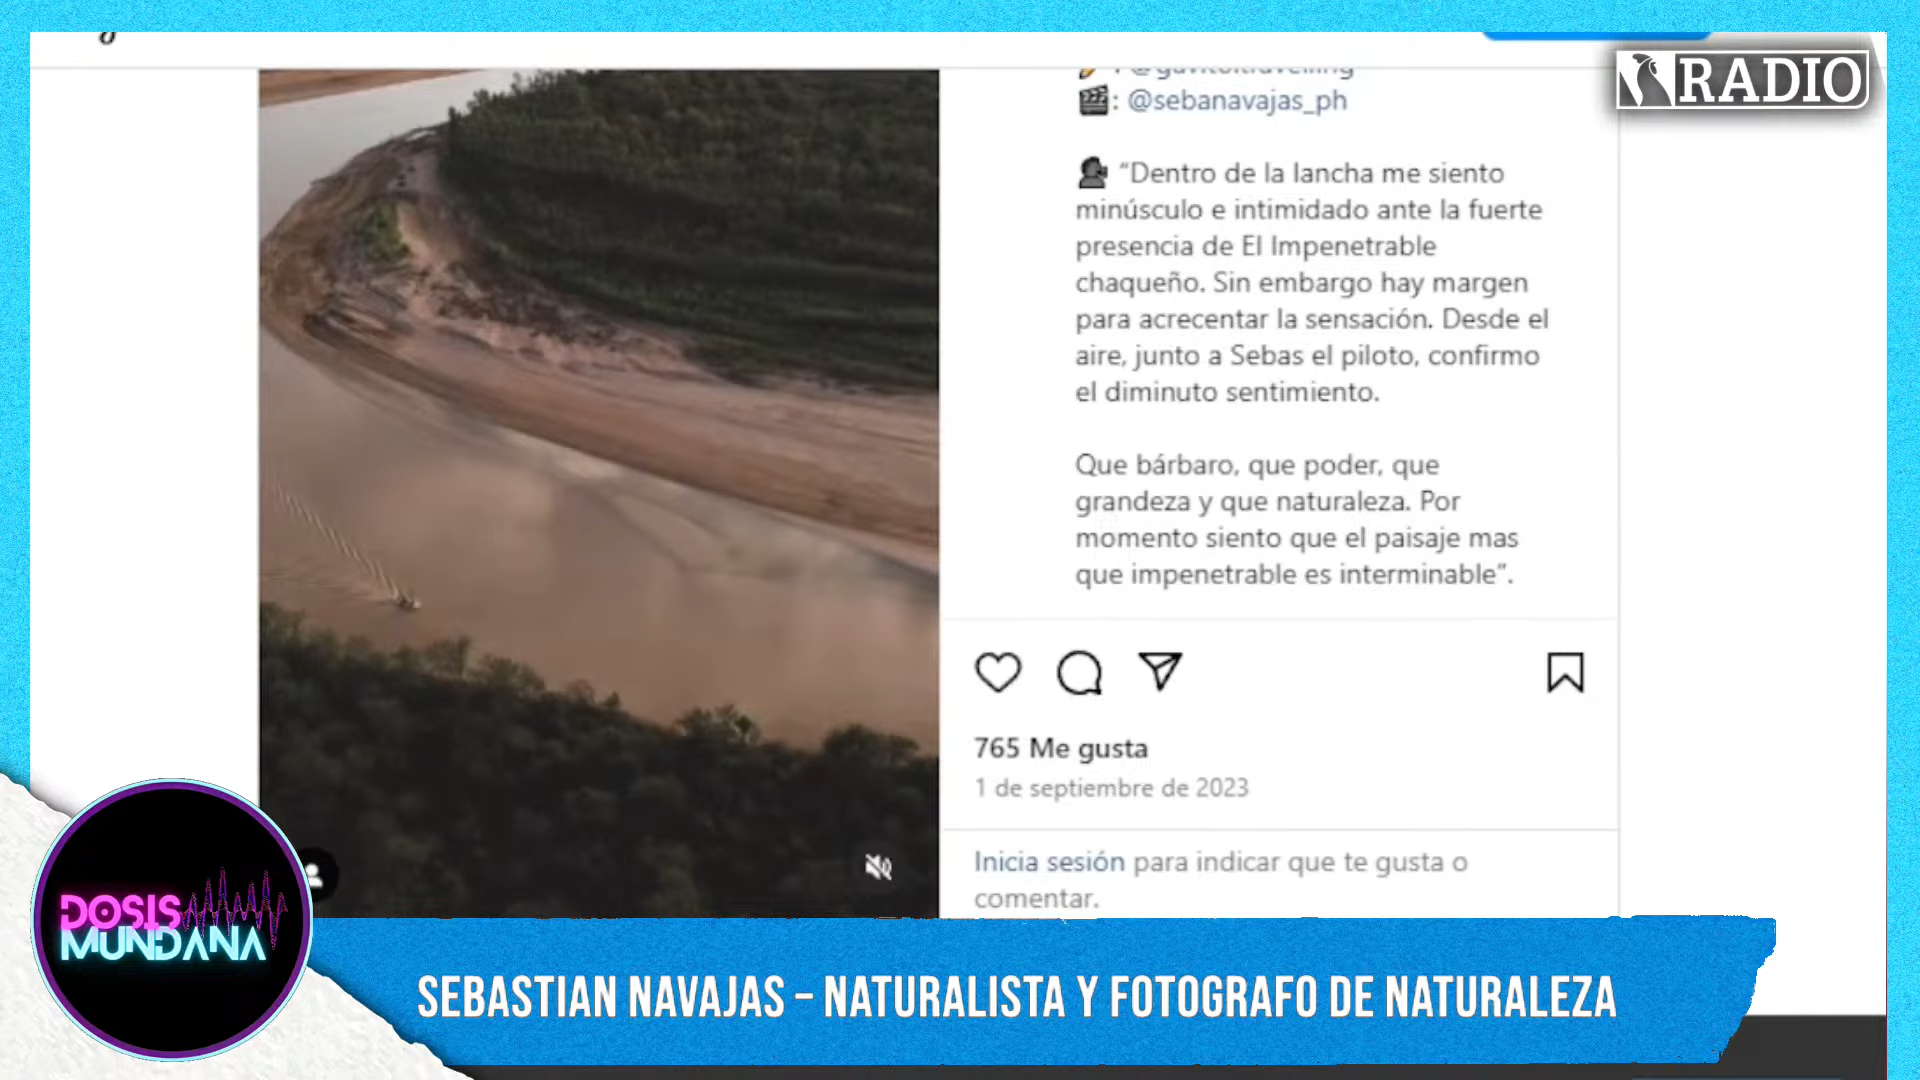 RADIO
: @sebanavajas_ph
“Dentro de la lancha me siento
minúsculo e intimidado ante la fuerte
presencia de El Impenetrable
chaqueño. Sin embargo hay margen
para acrecentar la sensación. Desde el
aire, junto a Sebas el piloto, confirmo
el diminuto sentimiento.
Que bárbaro, que poder, que
grandeza y que naturaleza. Por
momento siento que el paisaje mas
que impenetrable es interminable”.
765 Me gusta
1 de septiembre de 2023
Inicia sesión para indicar que te gusta o
comentar.
DOSIS
MUNDANA
SEBASTIAN NAVAJAS – NATURALISTA Y FOTOGRAFO DE NATURALEZA